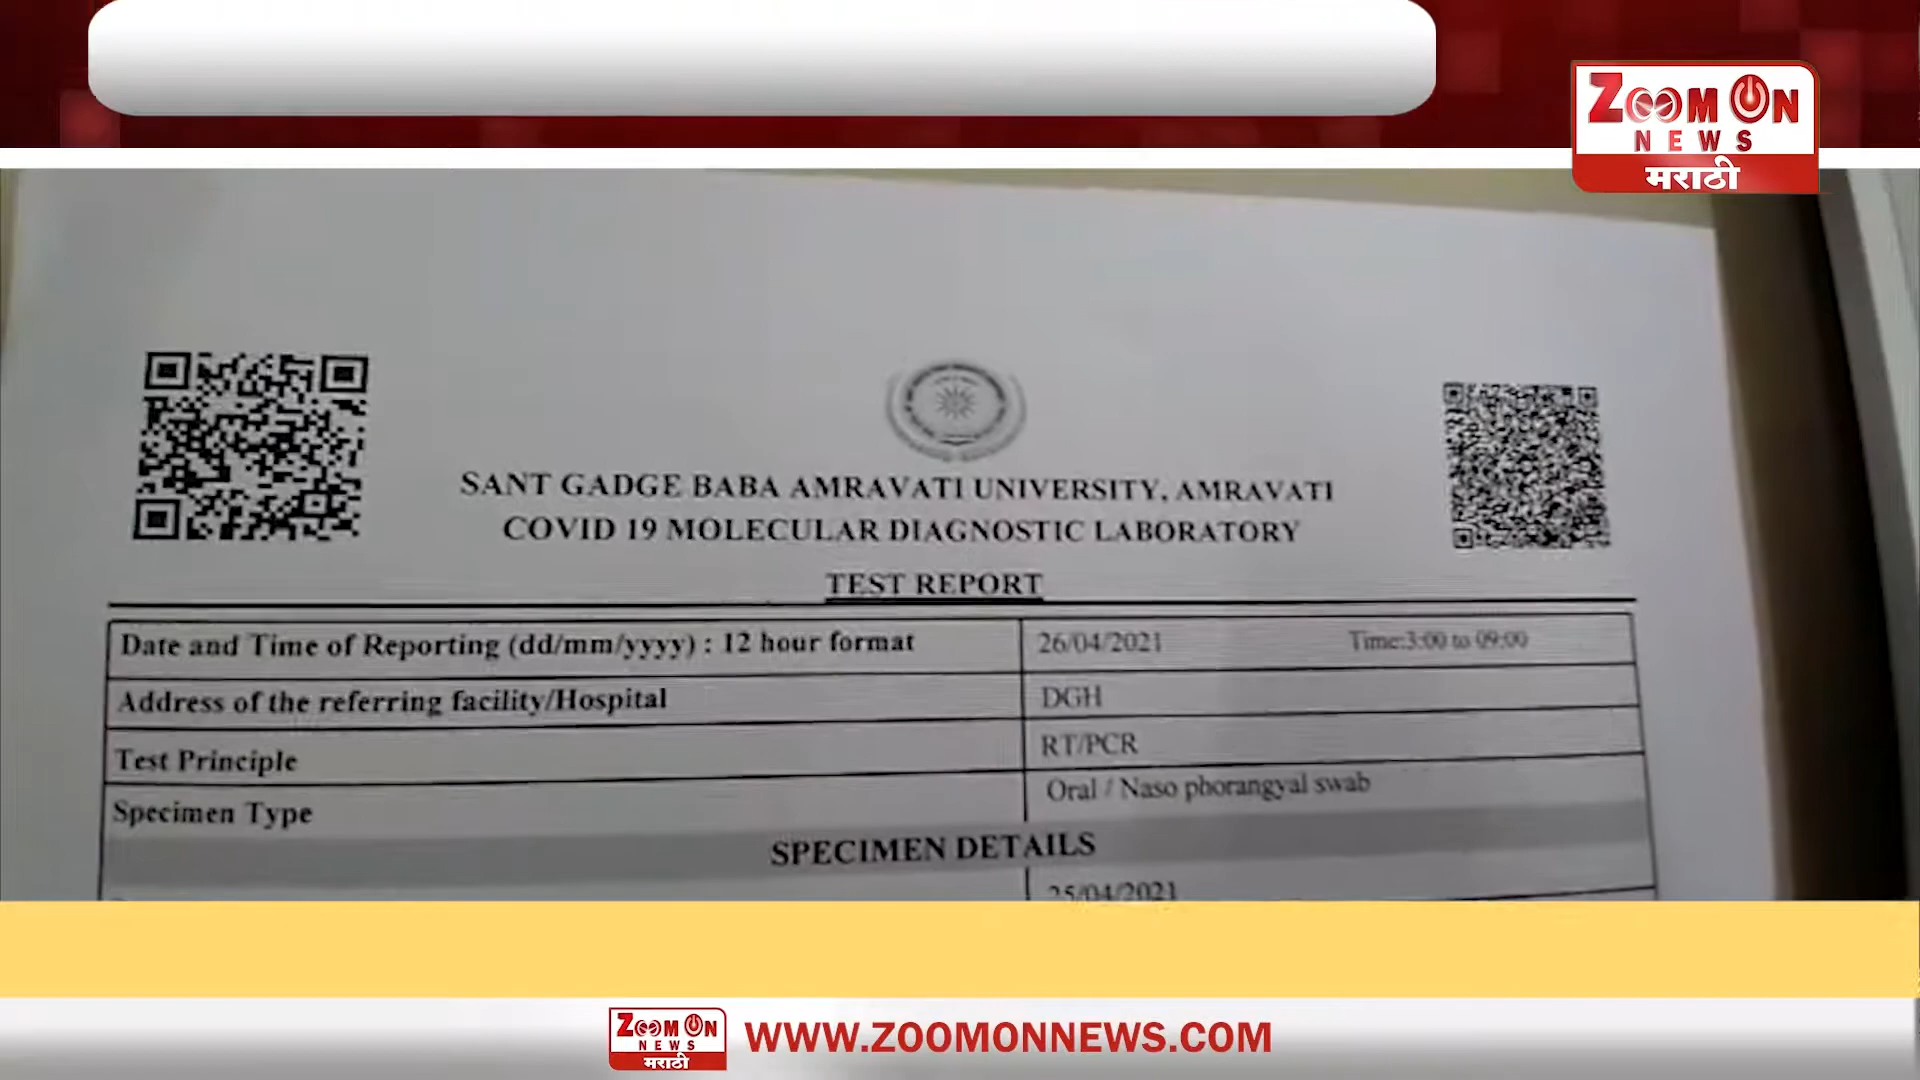 ZOOM ON
NEWS
मराठी
SANT GADGE BABA AMRAVATI UNIVERSITY, AMRAVATI
COVID 19 MOLECULAR DIAGNOSTIC LABORATORY
TEST REPORT
Date and Time of Reporting (dd/mm/yyyy) : 12 hour format 26/04/2021 Time:3:00 to 09:00
Address of the referring facility/Hospital DGH
Test Principle RT/PCR
Specimen Type Oral / Naso phorangyal swab
SPECIMEN DETAILS
25/04/2021
ZOOM ON
NEWS
मराठी
WWW.ZOOMONNEWS.COM